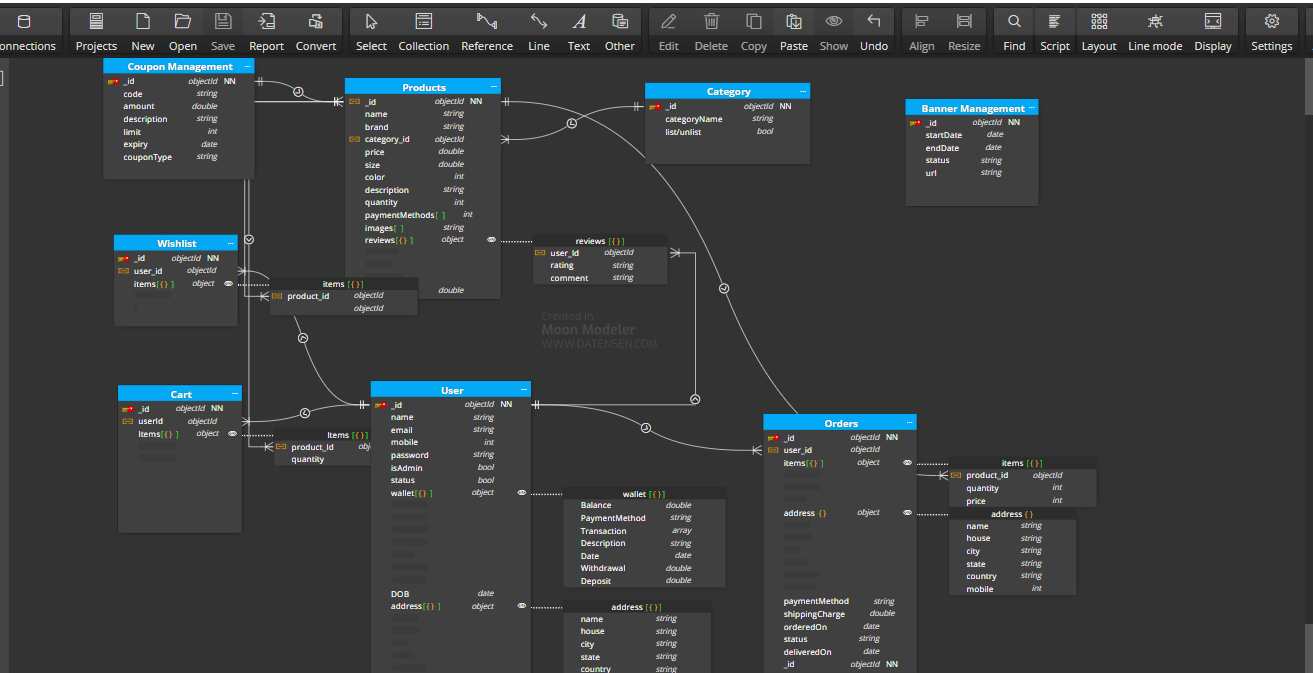 onnections Projects New Open Save Report Convert Select Collection Reference Line Text Other Edit Delete Copy Paste Show Undo Align Resize Find Script Layout Line mode Display Settings
Coupon Management
_id objectId NN
code string
amount double
description string
limit int
expiry date
couponType string
Products
_id objectId NN
name string
brand string
category_id objectId
price double
size double
color int
description string
quantity int
paymentMethods[ ] int
images[ ] string
reviews[{} ] object
double
Category
_id objectId NN
categoryName string
list/unlist bool
Banner Management
_id objectId NN
startDate date
endDate date
status string
url string
reviews [{}]
user_Id objectId
rating string
comment string
Wishlist
_id objectId NN
user_id objectId
items[{} ] object
items [{}]
product_id objectId
objectId
Created in
Moon Modeler
WWW.DATENSEN.COM
Cart
_id objectId NN
userId objectId
Items[{} ] object
Items [{}]
product_Id obj
quantity
User
_id objectId NN
name string
email string
mobile int
password string
isAdmin bool
status bool
wallet[{} ] object
DOB date
address[{} ] object
wallet [{}]
Balance double
PaymentMethod string
Transaction array
Description string
Date date
Withdrawal double
Deposit double
address [{}]
name string
house string
city string
state string
country string
Orders
_id objectId NN
user_id objectId
items[{} ] object
address {} object
paymentMethod string
shippingCharge double
orderedOn date
status string
deliveredOn date
_id objectId NN
items [{}]
product_id objectId
quantity int
price int
address {}
name string
house string
city string
state string
country string
mobile int